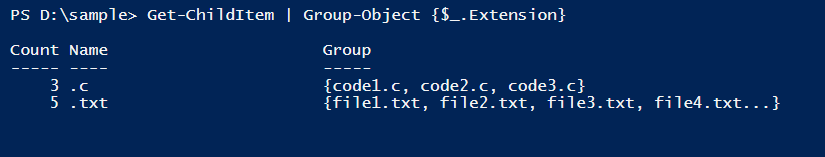 PS D:\sample> Get-ChildItem | Group-Object {$_.Extension}
Count Name                      Group
----- ----                      -----
    3 .c                        {code1.c, code2.c, code3.c}
    5 .txt                      {file1.txt, file2.txt, file3.txt, file4.txt...}